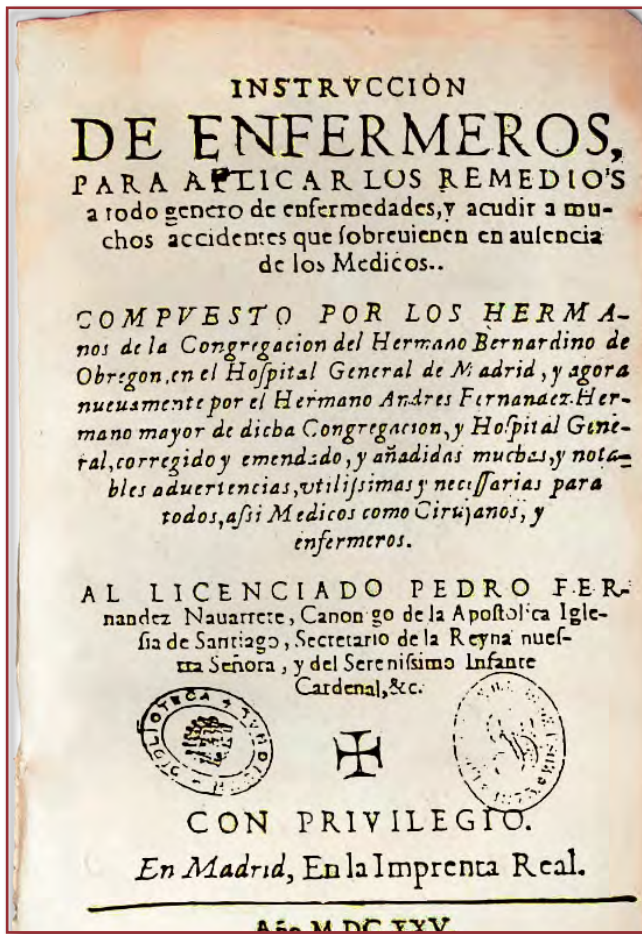 INSTRVCCIÓN
DE ENFERMEROS,
PARA APLICAR LOS REMEDIOS
a todo genero de enfermedades, y acudir a mu-
chos accidentes que ſobreuienen en auſencia
de los Medicos..
COMPVESTO POR LOS HERMA-
nos de la Congregacion del Hermano Bernardino de
Obregon, en el Hoſpital General de Madrid, y agora
nueuamente por el Hermano Andres Fernandez. Her-
mano mayor de dicha Congregacion, y Hoſpital Gene-
ral, corregido y emendado, y añadidas muchas, y nota-
bles aduertencias, vtiliſsimas y neceſſarias para
todos, aſsi Medicos como Cirujanos, y
enfermeros.
AL LICENCIADO PEDRO FER-
nandez Nauarrete, Canonigo de la Apoſtolica Igle-
ſia de Santiago, Secretario de la Reyna nueſ-
tra Señora, y del Sereniſsimo Infante
Cardenal, &c.
BIBLIOTECA
CON PRIVILEGIO.
En Madrid, En la Imprenta Real.
Año M.DC.XXV.